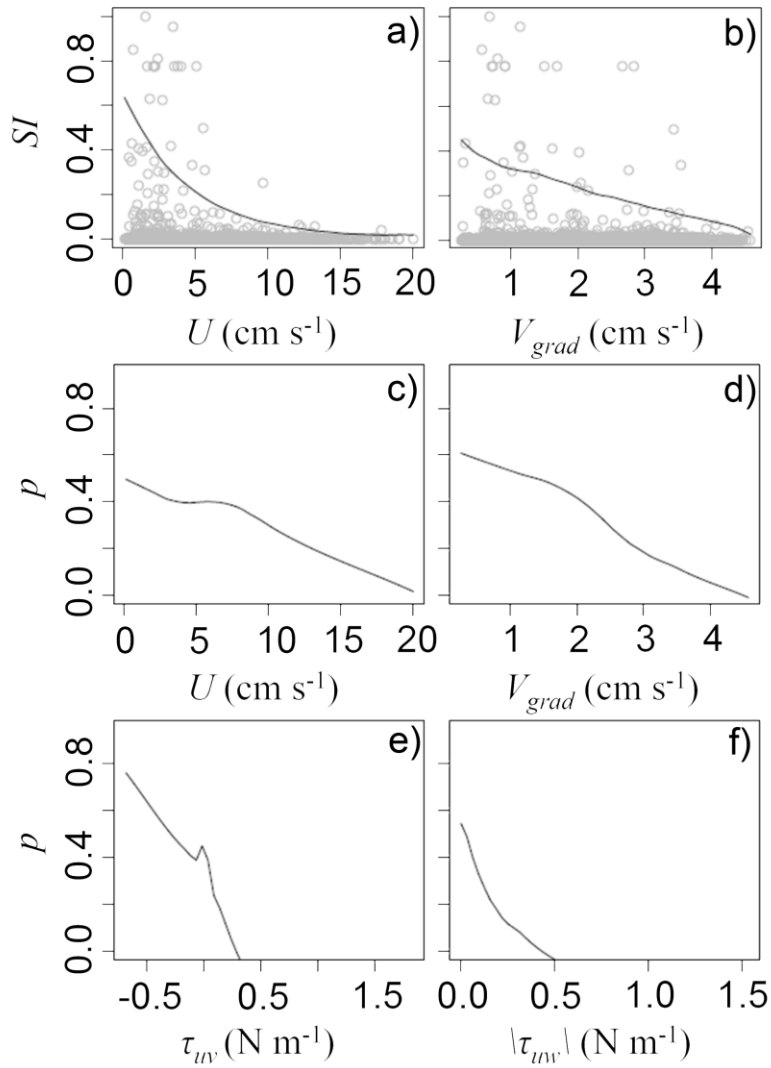 a)
SI
0.0 0.4 0.8
0 5 10 15 20
U (cm s-1)
b)
1 2 3 4
Vgrad (cm s-1)
c)
p
0.0 0.4 0.8
0 5 10 15 20
U (cm s-1)
d)
1 2 3 4
Vgrad (cm s-1)
e)
p
0.0 0.4 0.8
-0.5 0.5 1.5
τuv (N m-1)
f)
0.0 0.5 1.0 1.5
|τuw| (N m-1)